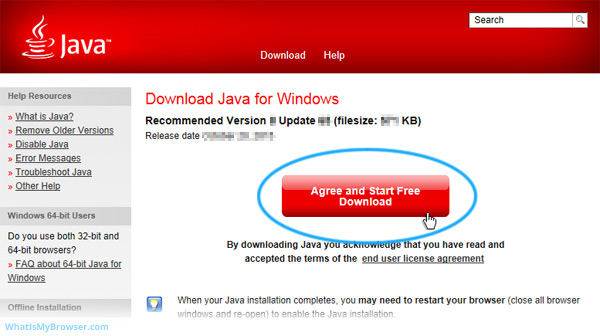 Java™
Search
Download Help
Help Resources
» What is Java?
» Remove Older Versions
» Disable Java
» Error Messages
» Troubleshoot Java
» Other Help
Windows 64-bit Users
Do you use both 32-bit and
64-bit browsers?
» FAQ about 64-bit Java for
Windows
Offline Installation
Download Java for Windows
Recommended Version Update (filesize: KB)
Release date
Agree and Start Free
Download
By downloading Java you acknowledge that you have read and
accepted the terms of the end user license agreement
When your Java installation completes, you may need to restart your browser (close all browser
windows and re-open) to enable the Java installation.
WhatIsMyBrowser.com